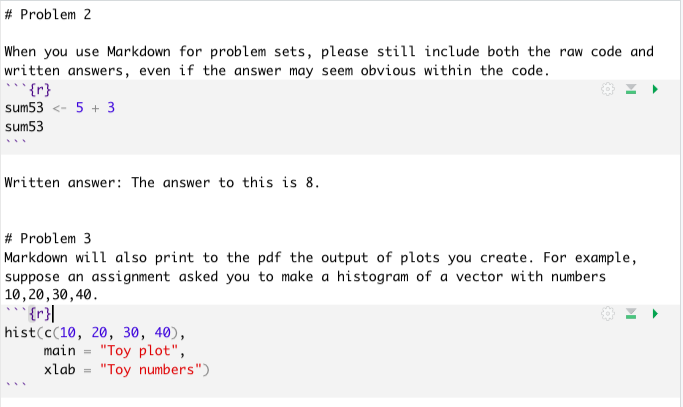 # Problem 2
When you use Markdown for problem sets, please still include both the raw code and
written answers, even if the answer may seem obvious within the code.
```{r}
sum53 <- 5 + 3
sum53
```
Written answer: The answer to this is 8.
# Problem 3
Markdown will also print to the pdf the output of plots you create. For example,
suppose an assignment asked you to make a histogram of a vector with numbers
10,20,30,40.
```{r}
hist(c(10, 20, 30, 40),
     main = "Toy plot",
     xlab = "Toy numbers")
```